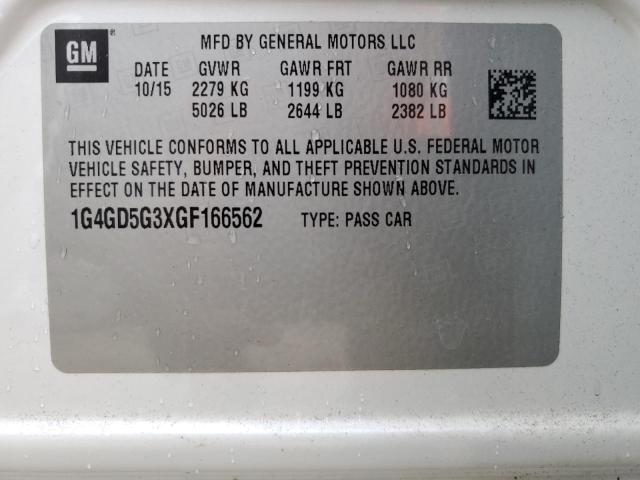 GM
MFD BY GENERAL MOTORS LLC
DATE GVWR GAWR FRT GAWR RR
10/15 2279 KG 1199 KG 1080 KG
5026 LB 2644 LB 2382 LB
THIS VEHICLE CONFORMS TO ALL APPLICABLE U.S. FEDERAL MOTOR
VEHICLE SAFETY, BUMPER, AND THEFT PREVENTION STANDARDS IN
EFFECT ON THE DATE OF MANUFACTURE SHOWN ABOVE.
1G4GD5G3XGF166562 TYPE: PASS CAR